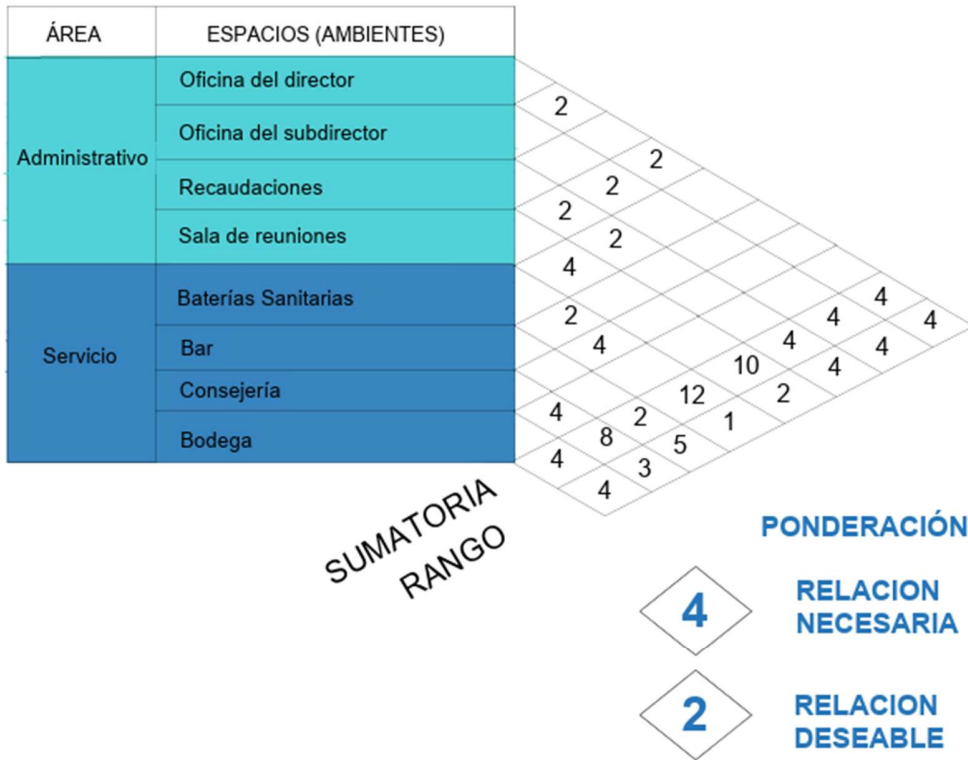 ÁREA ESPACIOS (AMBIENTES)
Administrativo
Oficina del director
Oficina del subdirector
Recaudaciones
Sala de reuniones
Servicio
Baterías Sanitarias
Bar
Consejería
Bodega
2
2
2
2
2
4
2
4
4
4
4
4
4
4
10
4
12
2
4
2
1
8
5
4
3
4
SUMATORIA
RANGO
PONDERACIÓN
4 RELACION
NECESARIA
2 RELACION
DESEABLE